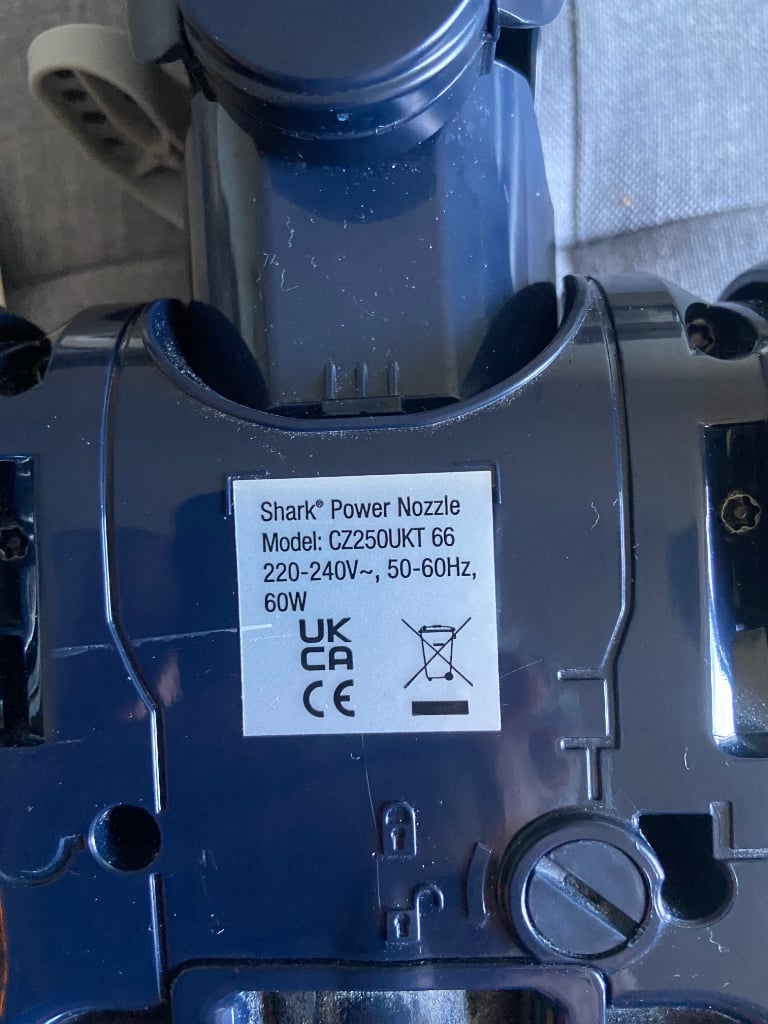 Shark® Power Nozzle
Model: CZ250UKT 66
220-240V~, 50-60Hz,
60W
UK
CA
CE